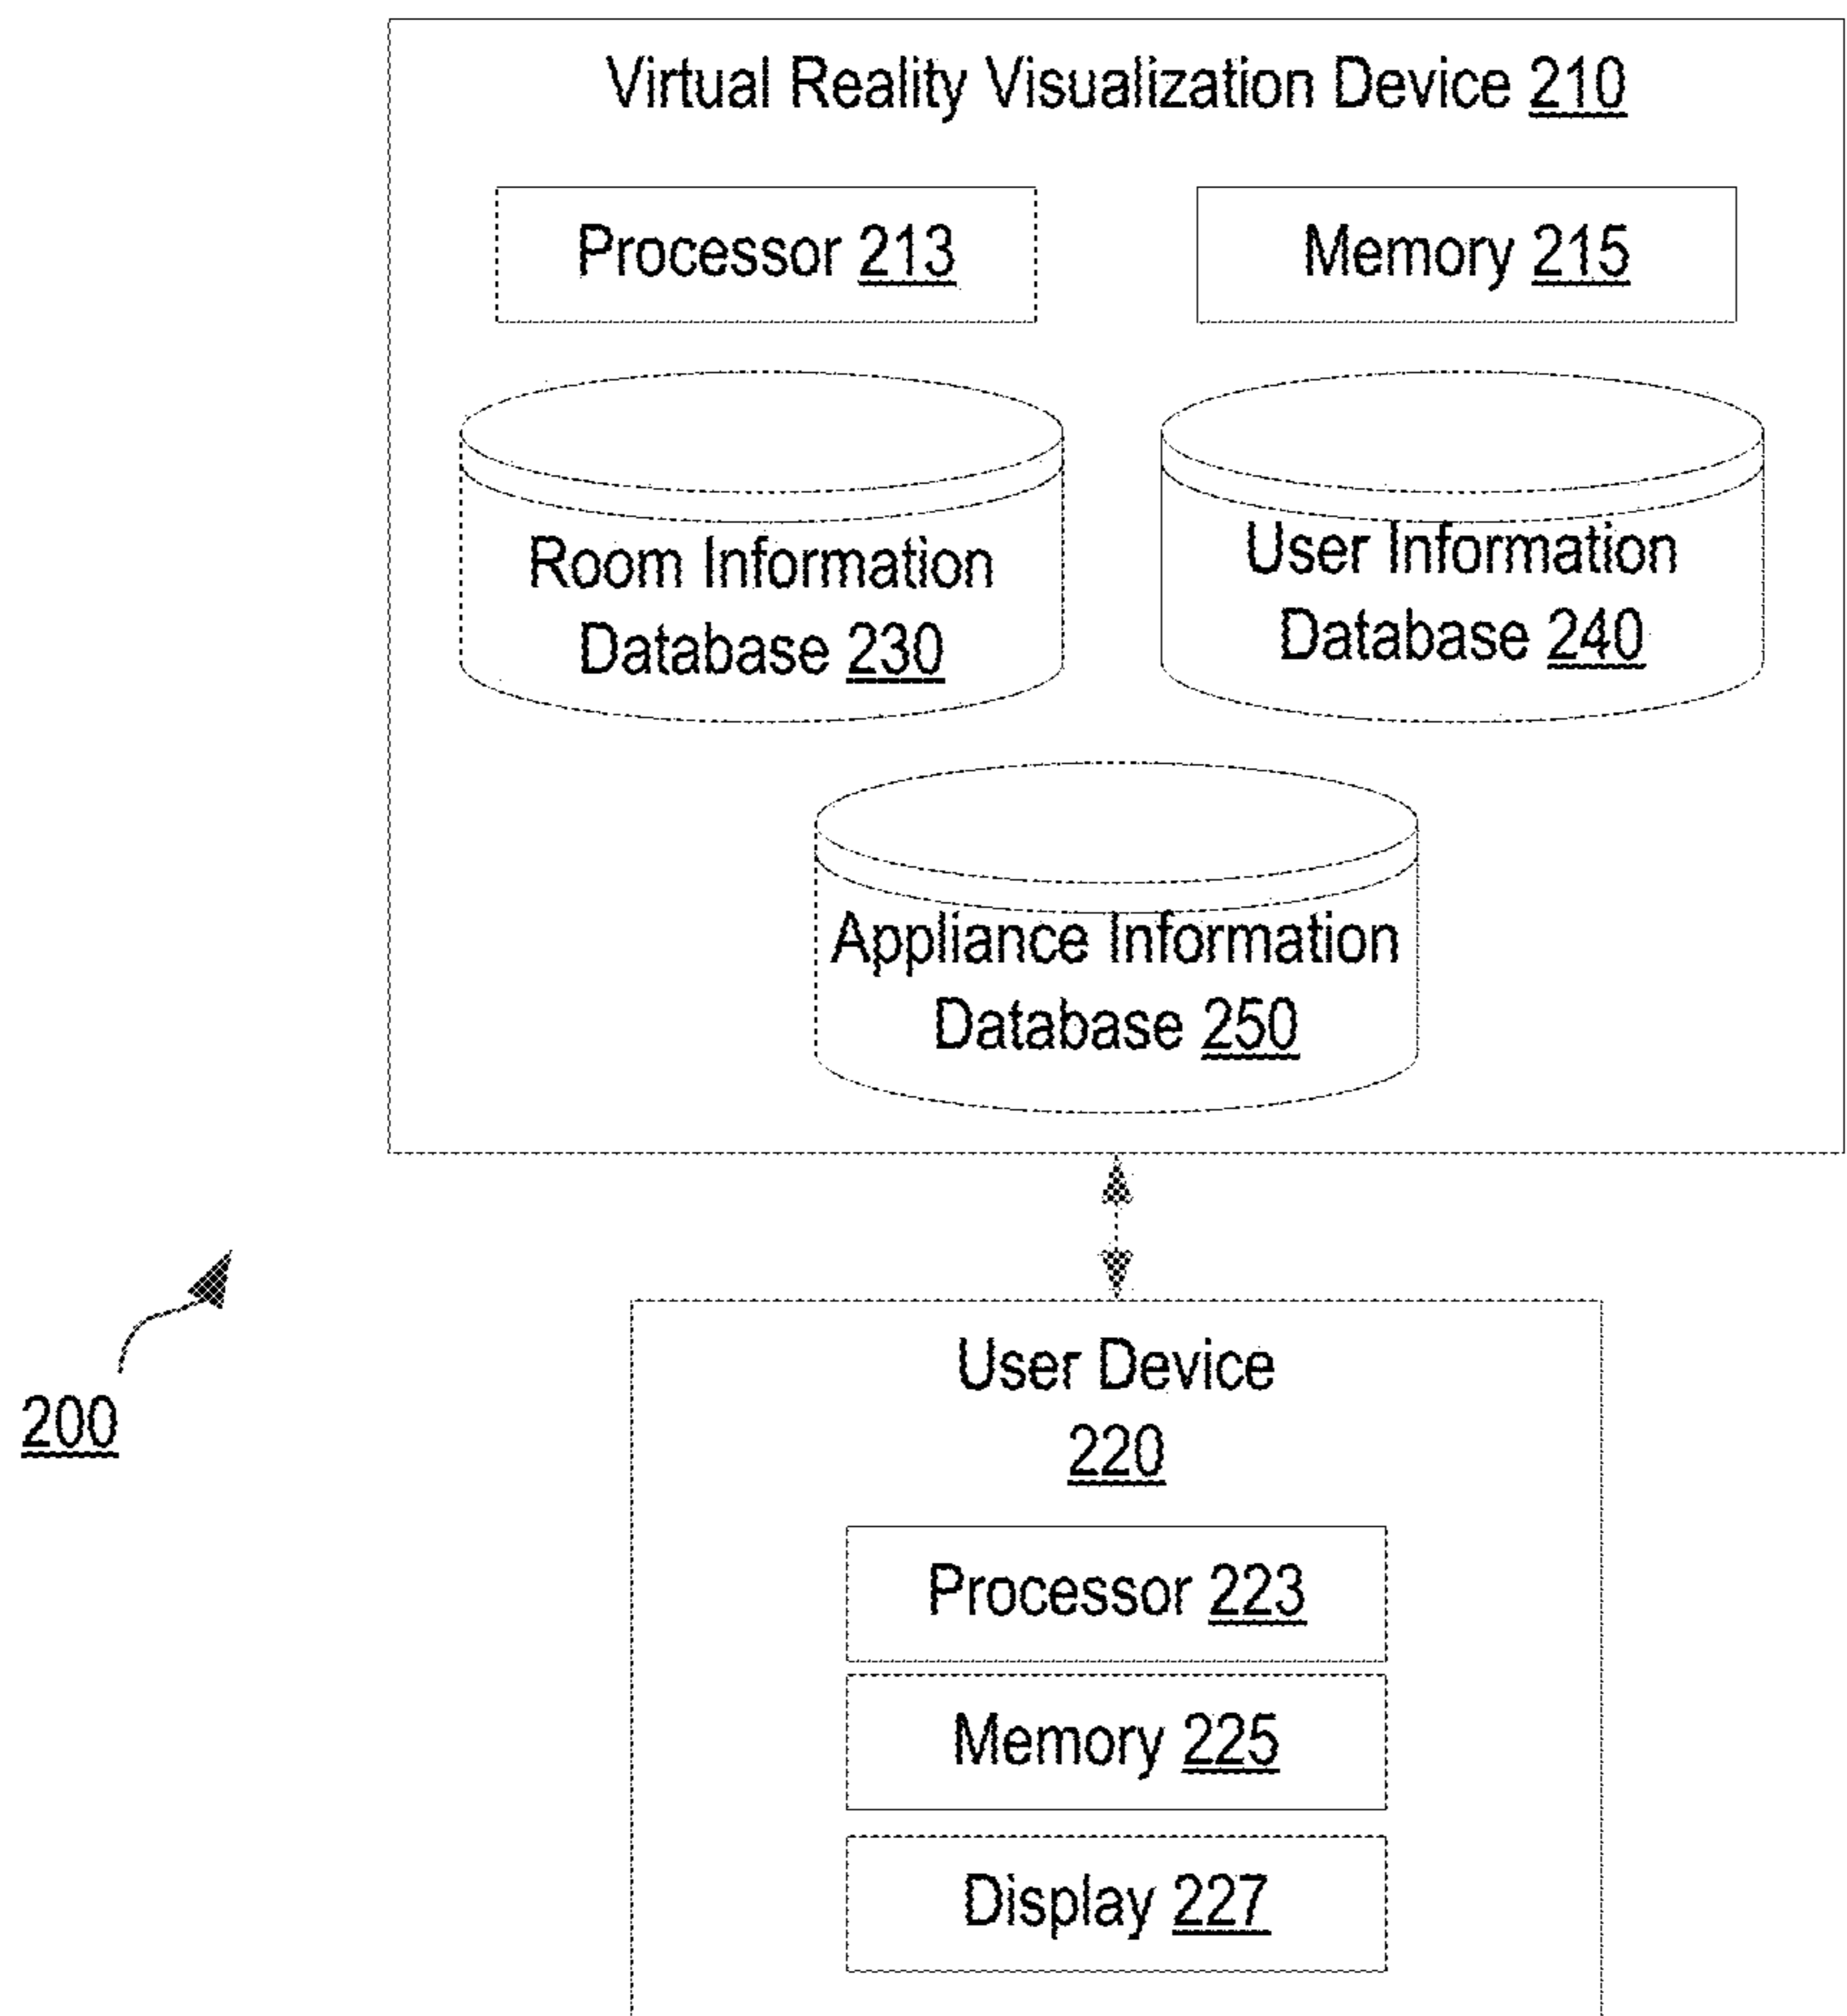 Virtual Reality Visualization Device 210
Processor 213
Memory 215
Room Information
Database 230
User Information
Database 240
Appliance Information
Database 250
200
User Device
220
Processor 223
Memory 225
Display 227